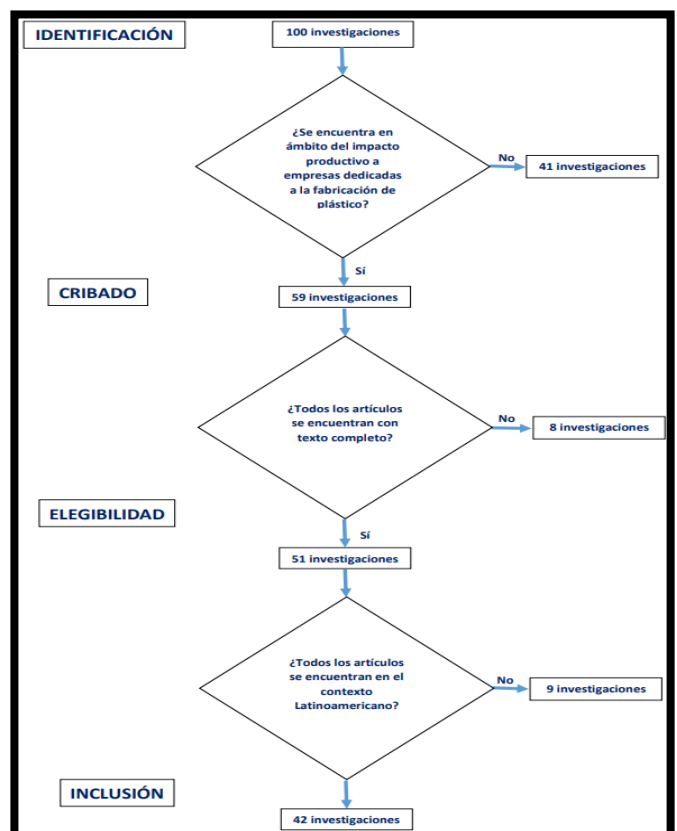 IDENTIFICACIÓN
100 investigaciones
¿Se encuentra en
ámbito del impacto
productivo a
empresas dedicadas
a la fabricación de
plástico?
No
41 investigaciones
Sí
CRIBADO
59 investigaciones
¿Todos los artículos
se encuentran con
texto completo?
No
8 investigaciones
ELEGIBILIDAD
Sí
51 investigaciones
¿Todos los artículos
se encuentran en el
contexto
Latinoamericano?
No
9 investigaciones
INCLUSIÓN
42 investigaciones